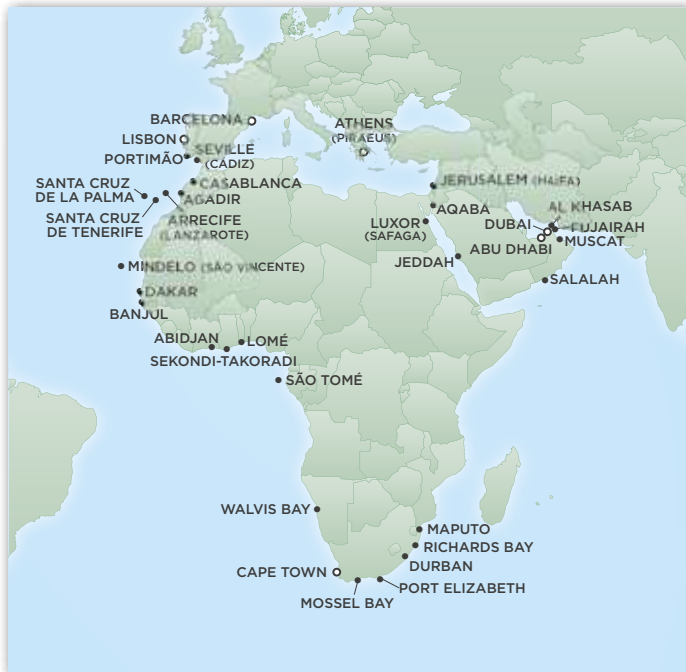 BARCELONA
ATHENS
(PIRAEUS)
LISBON
SEVILLE
(CÁDIZ)
PORTIMÃO
CASABLANCA
JERUSALEM (HAIFA)
SANTA CRUZ
DE LA PALMA
AGADIR
SANTA CRUZ
DE TENERIFE
ARRECIFE
(LANZAROTE)
AQABA
AL KHASAB
LUXOR
(SAFAGA)
DUBAI
FUJAIRAH
ABU DHABI
MUSCAT
JEDDAH
MINDELO (SÃO VINCENTE)
SALALAH
DAKAR
BANJUL
ABIDJAN
LOMÉ
SEKONDI-TAKORADI
SÃO TOMÉ
WALVIS BAY
MAPUTO
RICHARDS BAY
DURBAN
CAPE TOWN
PORT ELIZABETH
MOSSEL BAY